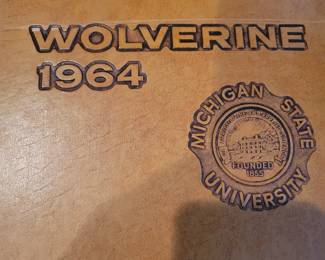 WOLVERINE
1964
MICHIGAN STATE
FOUNDED
1855
UNIVERSITY